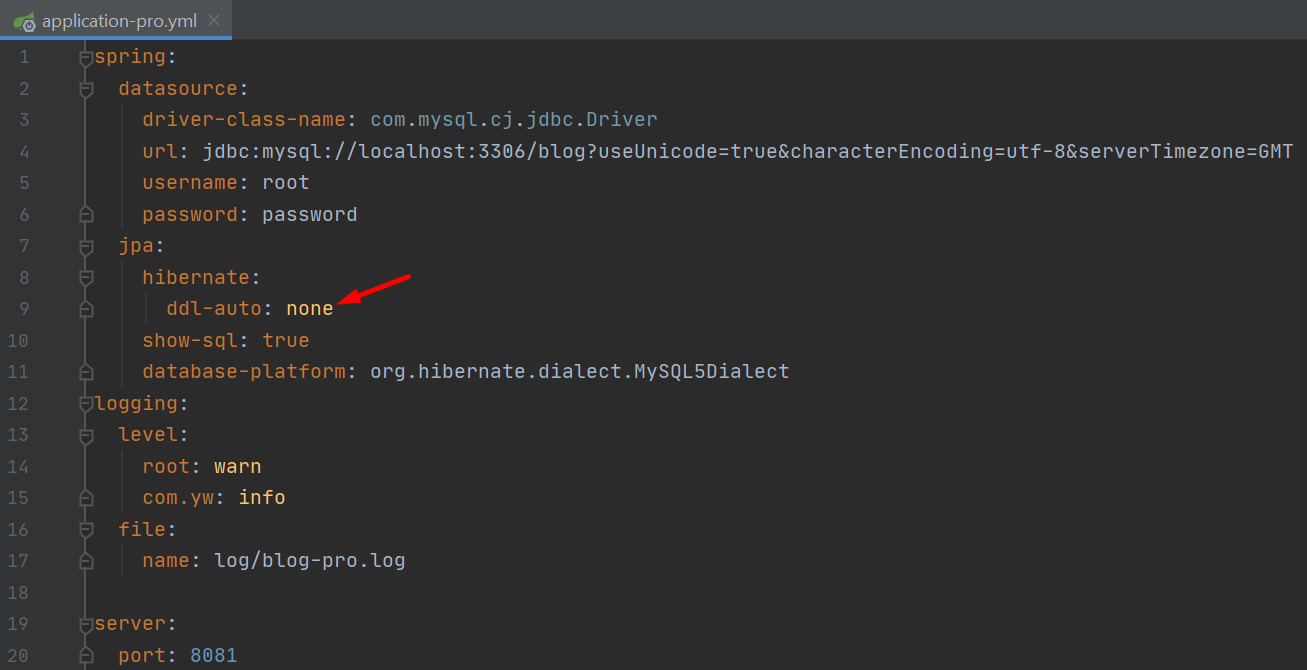 application-pro.yml
1 spring:
2   datasource:
3     driver-class-name: com.mysql.cj.jdbc.Driver
4     url: jdbc:mysql://localhost:3306/blog?useUnicode=true&characterEncoding=utf-8&serverTimezone=GMT
5     username: root
6     password: password
7   jpa:
8     hibernate:
9       ddl-auto: none
10     show-sql: true
11     database-platform: org.hibernate.dialect.MySQL5Dialect
12 logging:
13   level:
14     root: warn
15     com.yw: info
16   file:
17     name: log/blog-pro.log
18
19 server:
20   port: 8081